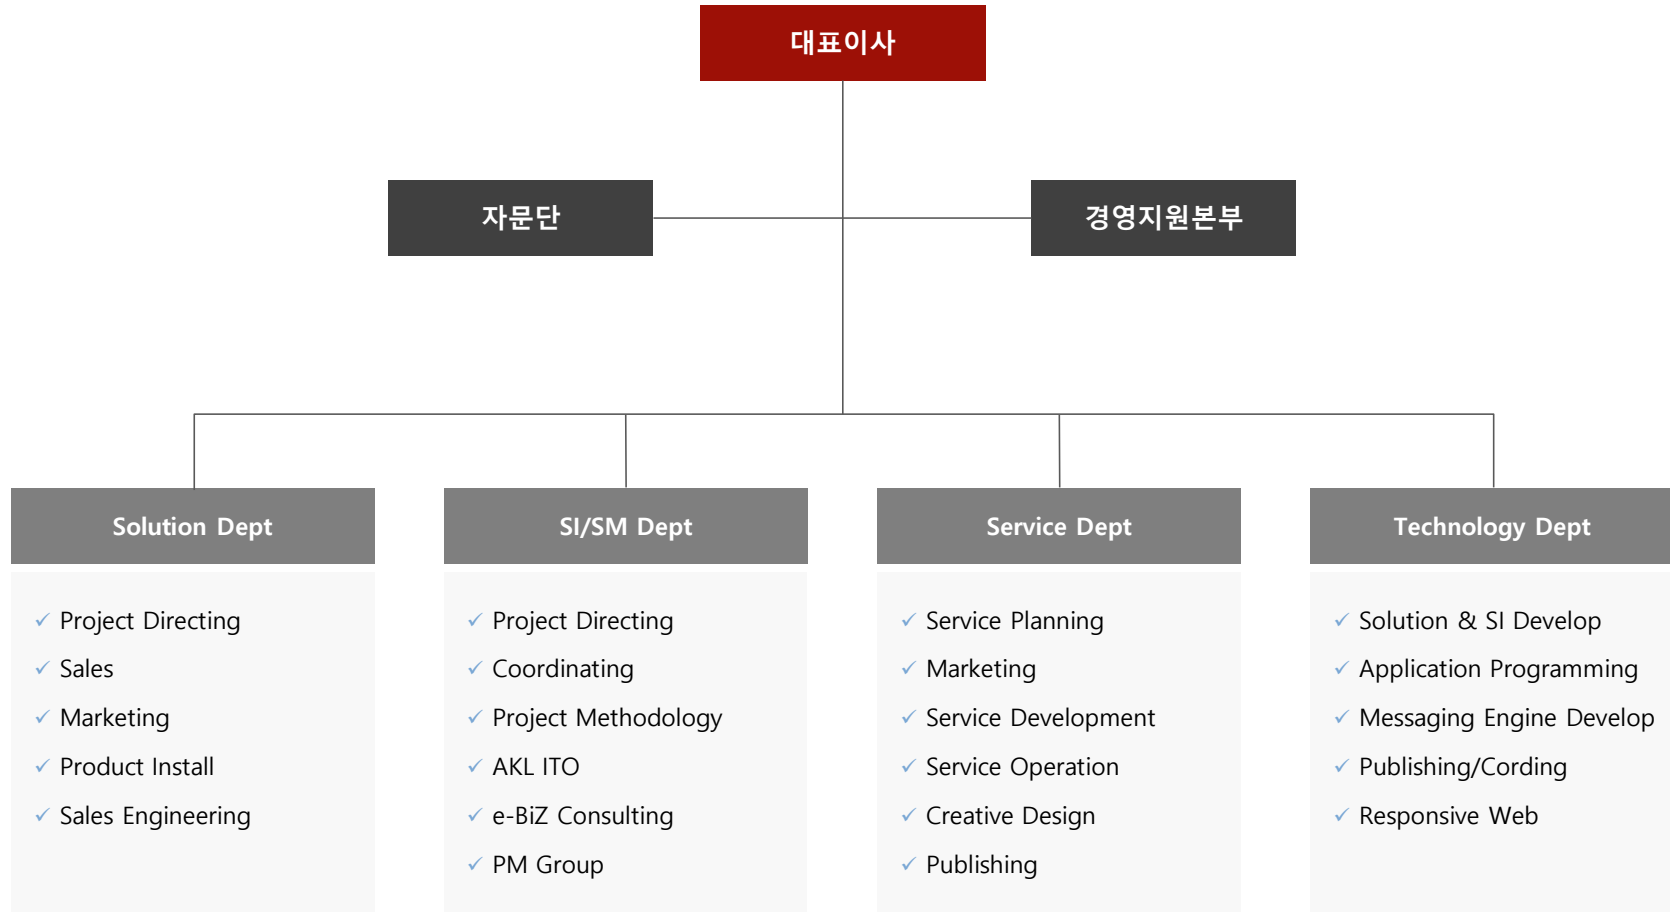 대표이사
자문단
경영지원본부
Solution Dept
Project Directing
Sales
Marketing
Product Install
Sales Engineering
SI/SM Dept
Project Directing
Coordinating
Project Methodology
AKL ITO
e-BiZ Consulting
PM Group
Service Dept
Service Planning
Marketing
Service Development
Service Operation
Creative Design
Publishing
Technology Dept
Solution & SI Develop
Application Programming
Messaging Engine Develop
Publishing/Cording
Responsive Web